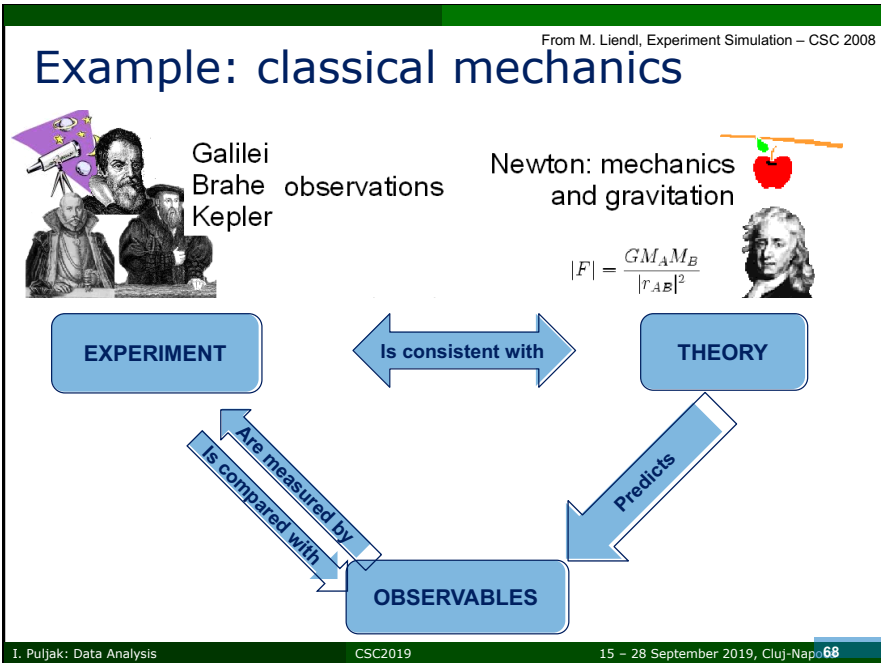 From M. Liendl, Experiment Simulation – CSC 2008
Example: classical mechanics
Galilei
Brahe
Kepler
observations
Newton: mechanics
and gravitation
|F| = GM_A M_B / |r_AB|²
EXPERIMENT
Is consistent with
THEORY
Are measured by
Is compared with
Predicts
OBSERVABLES
I. Puljak: Data Analysis
CSC2019
15 – 28 September 2019, Cluj-Napo
68